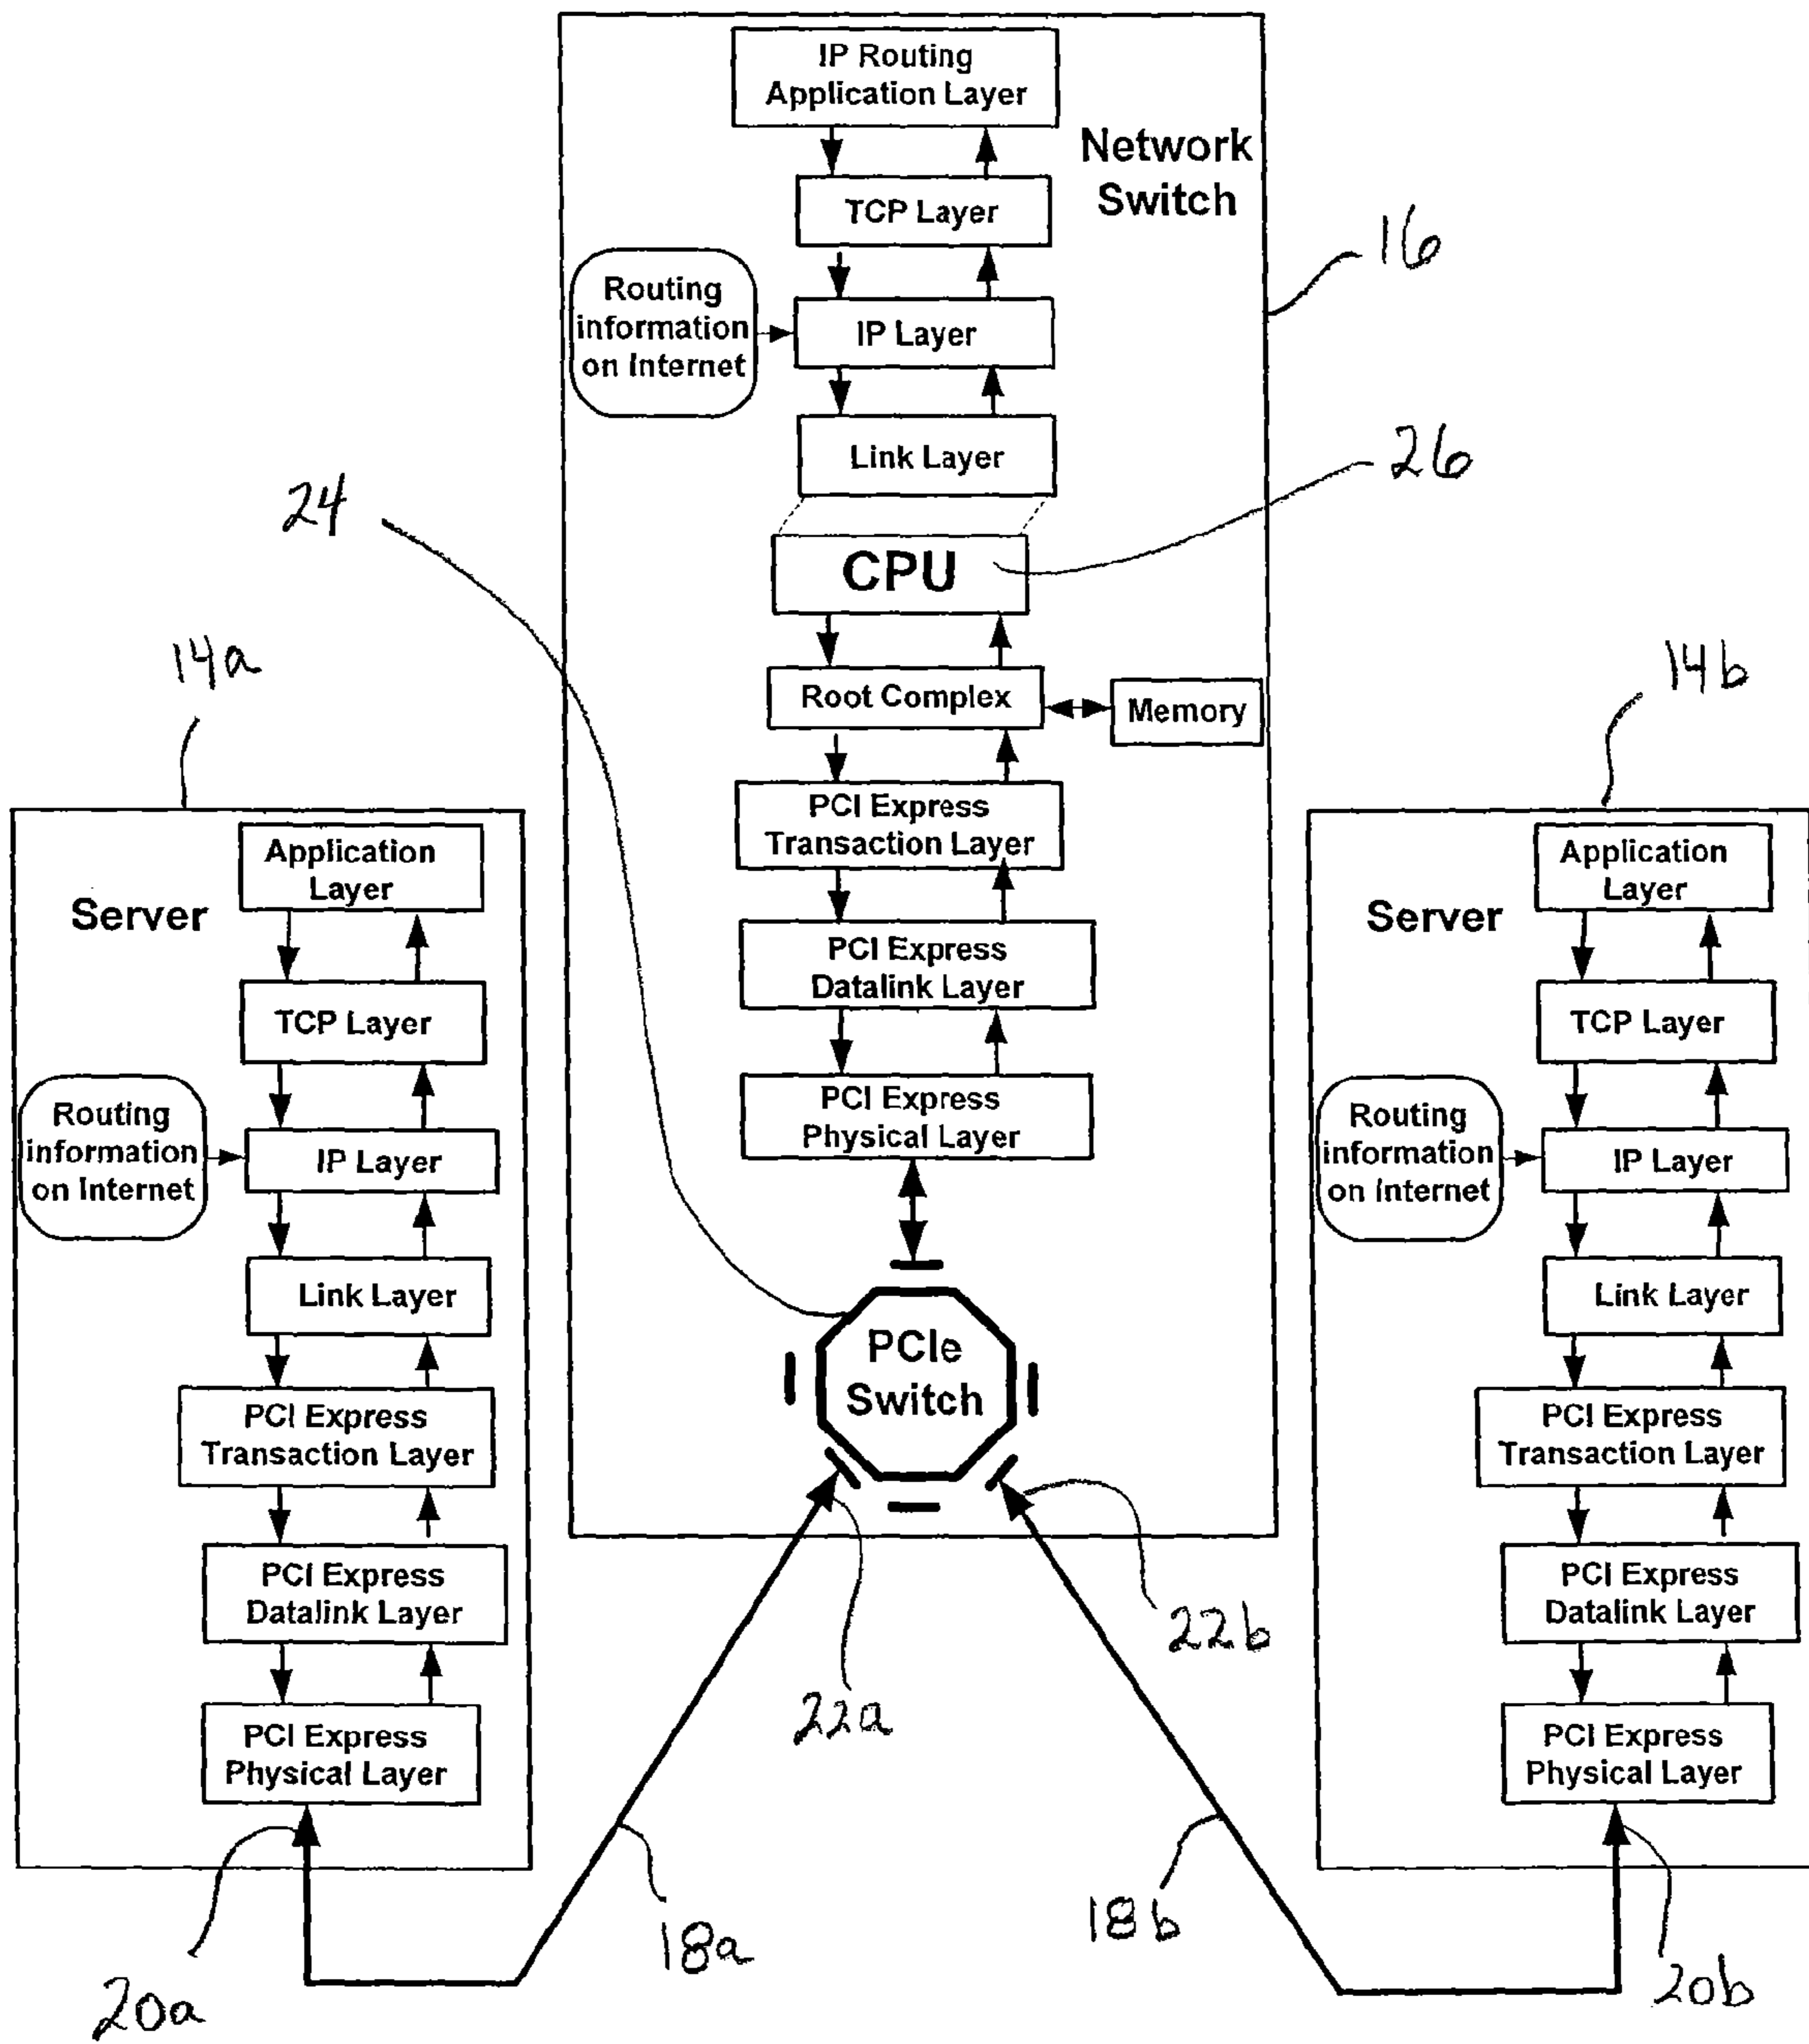 IP Routing
Application Layer
Network
Switch
TCP Layer
16
Routing
information
on Internet
IP Layer
Link Layer
26
24
CPU
14a
Root Complex
Memory
14b
PCI Express
Transaction Layer
PCI Express
Datalink Layer
PCI Express
Physical Layer
PCIe
Switch
Server
Application
Layer
TCP Layer
Routing
information
on Internet
IP Layer
Link Layer
PCI Express
Transaction Layer
PCI Express
Datalink Layer
PCI Express
Physical Layer
Server
Application
Layer
TCP Layer
Routing
information
on Internet
IP Layer
Link Layer
PCI Express
Transaction Layer
PCI Express
Datalink Layer
PCI Express
Physical Layer
22a
22b
18a
18b
20a
20b